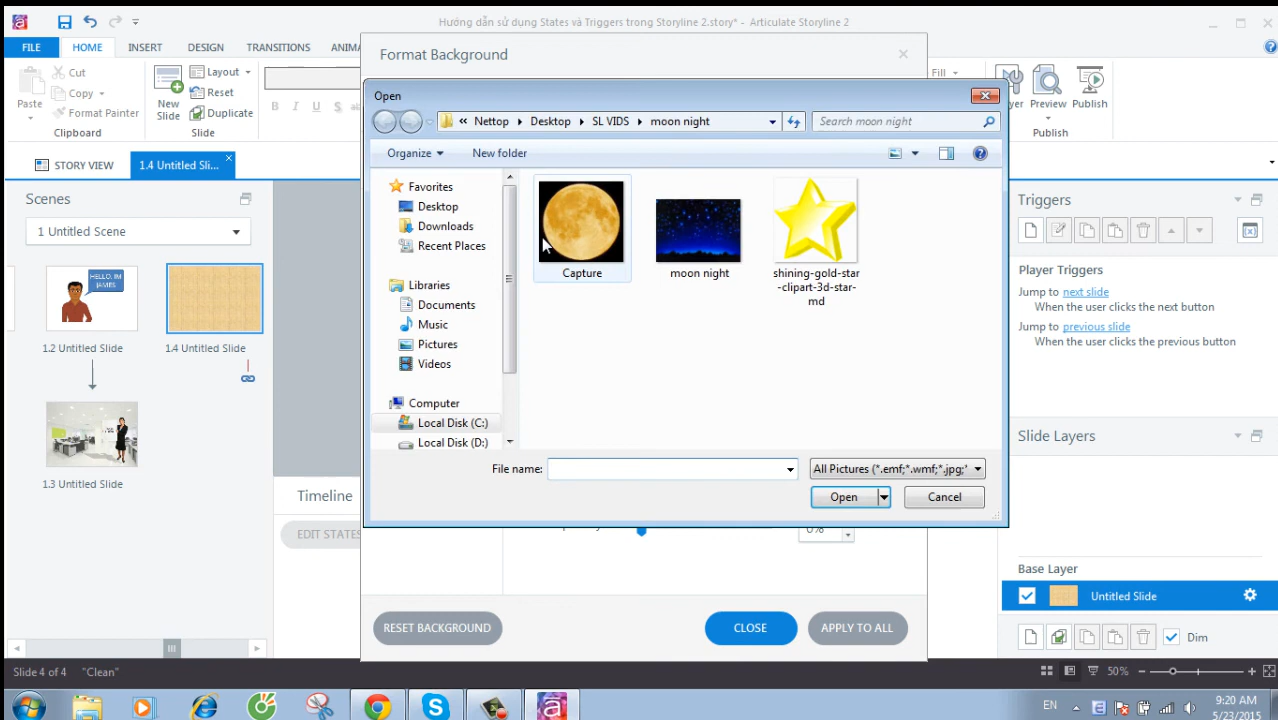 Hướng dẫn sử dụng States và Triggers trong Storyline 2.story* - Articulate Storyline 2
FILE
HOME
INSERT
DESIGN
TRANSITIONS
ANIMA
Format Background
Cut
Copy
Format Painter
Paste
Clipboard
New
Slide
Layout
Reset
Duplicate
Slide
B I U
Fill
Preview
Publish
Publish
Open
Nettop
Desktop
SL VIDS
moon night
Search moon night
Organize
New folder
STORY VIEW
1.4 Untitled Sli...
Scenes
1 Untitled Scene
HELLO, IM
JAMES
1.2 Untitled Slide
1.4 Untitled Slide
1.3 Untitled Slide
Favorites
Desktop
Downloads
Recent Places
Libraries
Documents
Music
Pictures
Videos
Computer
Local Disk (C:)
Local Disk (D:)
Capture
moon night
shining-gold-star
-clipart-3d-star-
md
File name:
All Pictures (*.emf;*.wmf;*.jpg;*
Open
Cancel
Triggers
Player Triggers
Jump to next slide
When the user clicks the next button
Jump to previous slide
When the user clicks the previous button
Slide Layers
Base Layer
Untitled Slide
Dim
Timeline
EDIT STATES
0%
RESET BACKGROUND
CLOSE
APPLY TO ALL
Slide 4 of 4
"Clean"
50%
EN
9:20 AM
5/23/2015